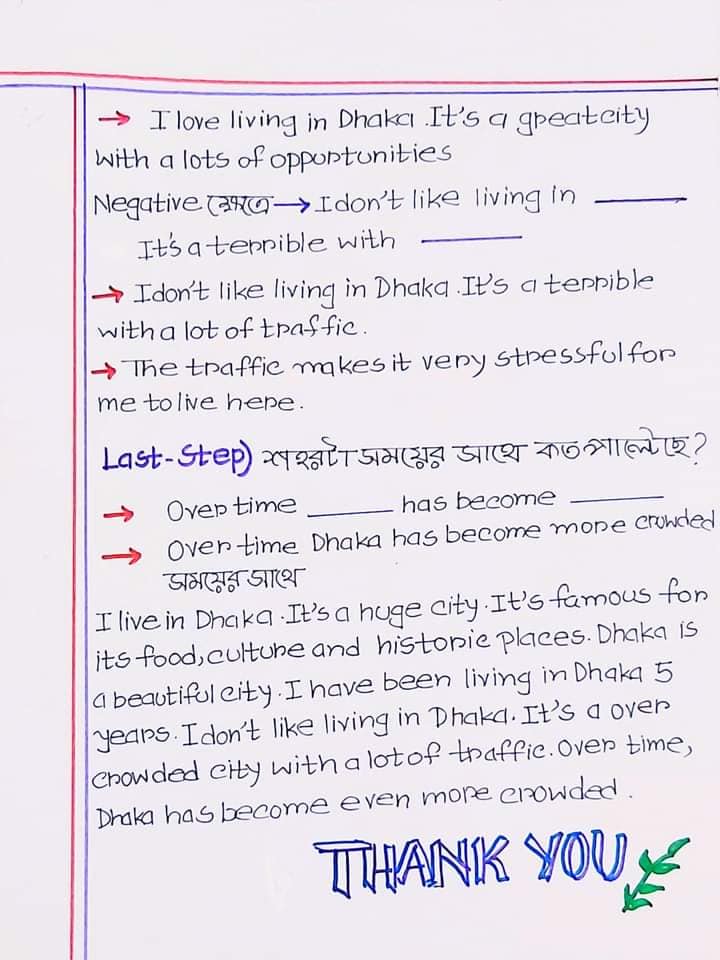 → I love living in Dhaka. It's a great city
with a lots of opportunities
Negative ক্ষেত্রে → I don't like living in ______
It's a terrible with ______
→ I don't like living in Dhaka. It's a terrible
with a lot of traffic.
→ The traffic makes it very stressful for
me to live here.
Last-Step) শহরটা সময়ের সাথে কত পাল্টেছে?
→ Over time ______ has become ______
→ Over time Dhaka has become more crowded
সময়ের সাথে
I live in Dhaka. It's a huge city. It's famous for
its food, culture and historic places. Dhaka is
a beautiful city. I have been living in Dhaka 5
years. I don't like living in Dhaka. It's a over
crowded city with a lot of traffic. Over time,
Dhaka has become even more crowded.
THANK YOU